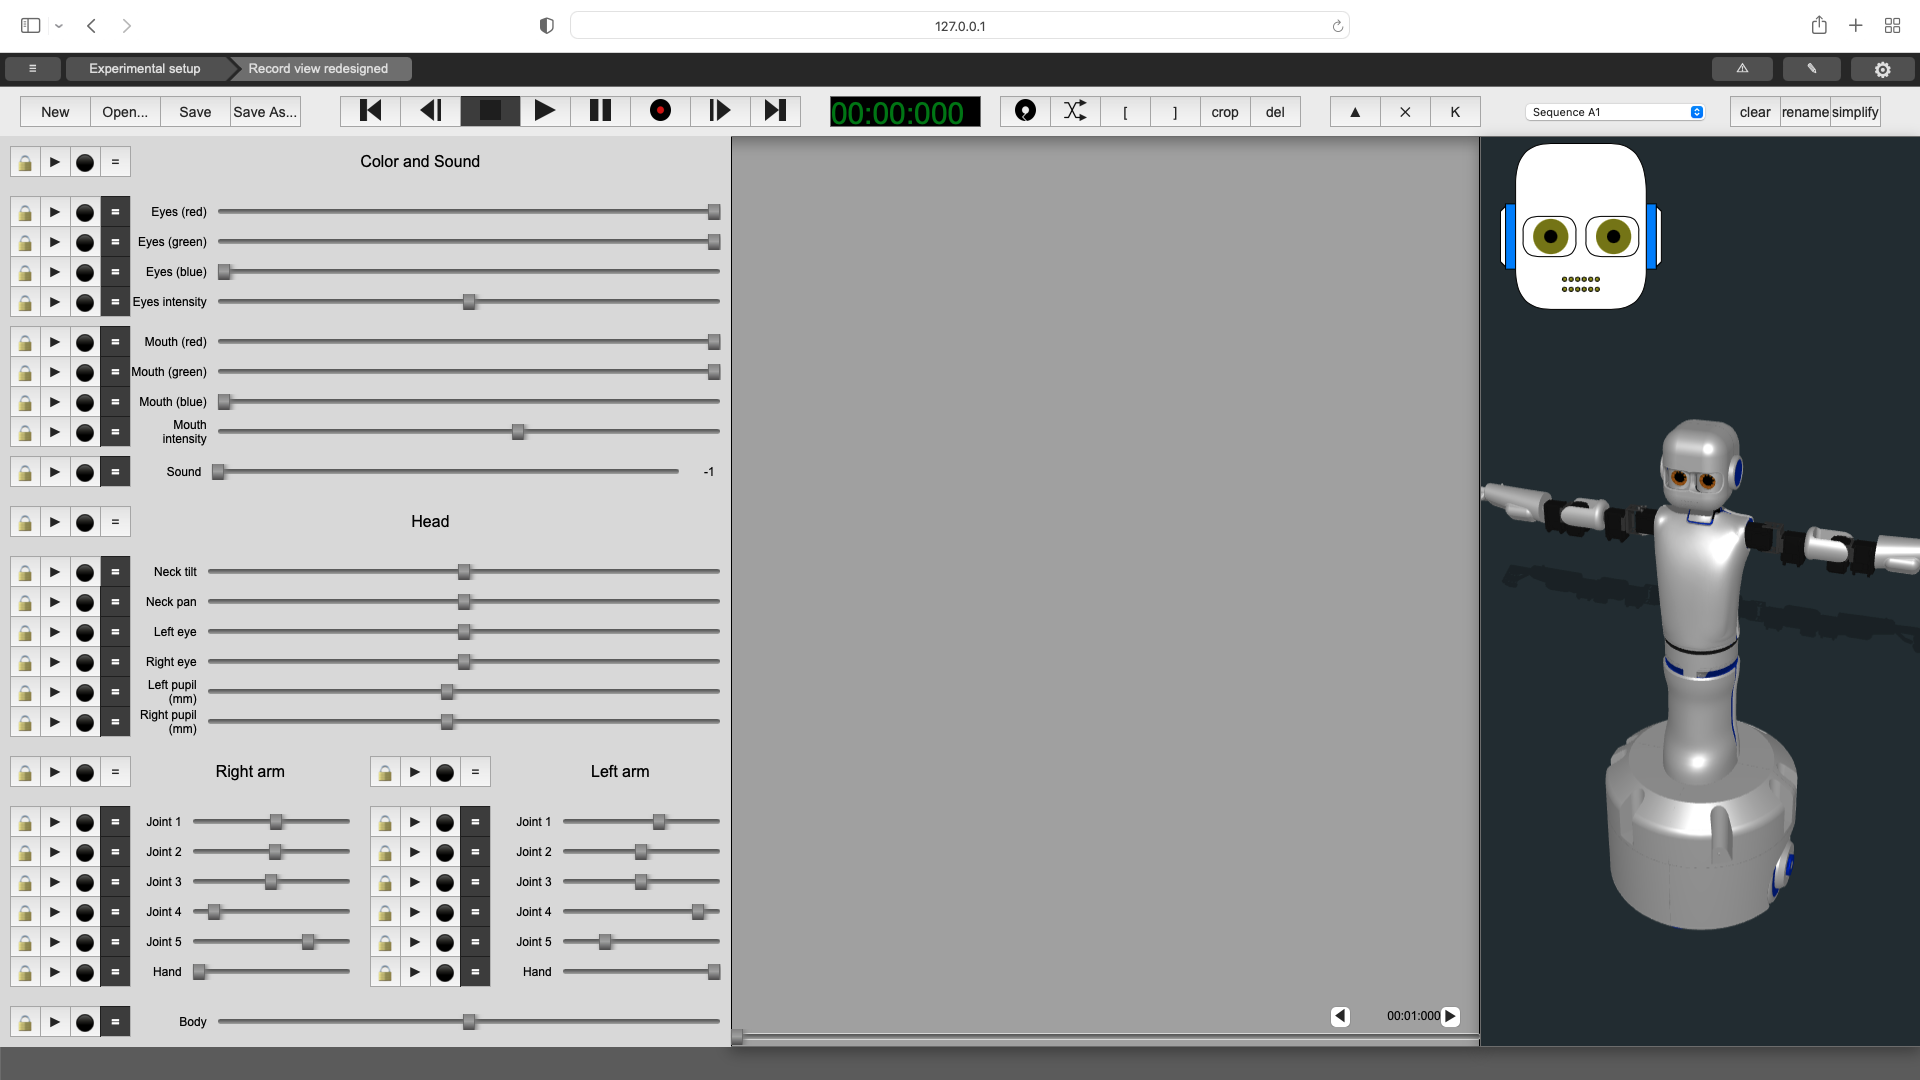 127.0.0.1
Experimental setup
Record view redesigned
New
Open...
Save
Save As...
00:00:000
[
]
crop
del
K
Sequence A1
clear
rename
simplify
Color and Sound
Eyes (red)
Eyes (green)
Eyes (blue)
Eyes intensity
Mouth (red)
Mouth (green)
Mouth (blue)
Mouth
intensity
Sound
-1
Head
Neck tilt
Neck pan
Left eye
Right eye
Left pupil
(mm)
Right pupil
(mm)
Right arm
Left arm
Joint 1
Joint 1
Joint 2
Joint 2
Joint 3
Joint 3
Joint 4
Joint 4
Joint 5
Joint 5
Hand
Hand
Body
00:01:000